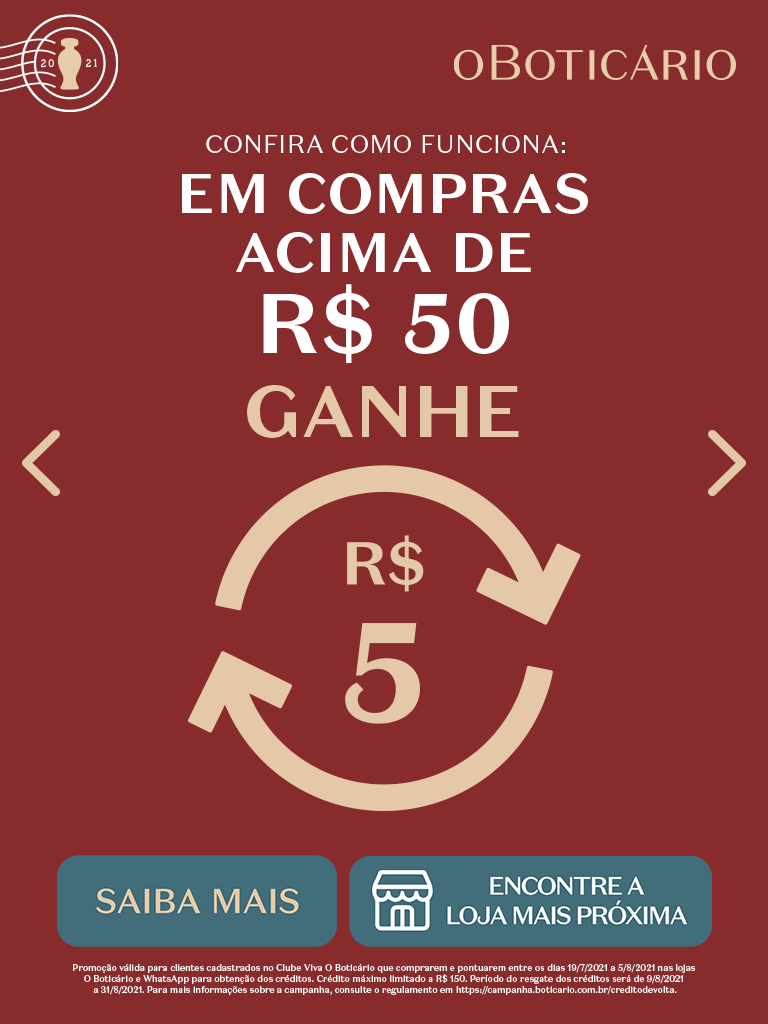 20 21
OBOTICÁRIO
CONFIRA COMO FUNCIONA:
EM COMPRAS
ACIMA DE
R$ 50
GANHE
R$
5
SAIBA MAIS
ENCONTRE A
LOJA MAIS PRÓXIMA
Promoção válida para clientes cadastrados no Clube Viva O Boticário que comprarem e pontuarem entre os dias 19/7/2021 a 5/8/2021 nas lojas
O Boticário e WhatsApp para obtenção dos créditos. Crédito máximo limitado a R$ 150. Período do resgate dos créditos será de 9/8/2021
a 31/8/2021. Para mais informações sobre a campanha, consulte o regulamento em https://campanha.boticario.com.br/creditodevolta.